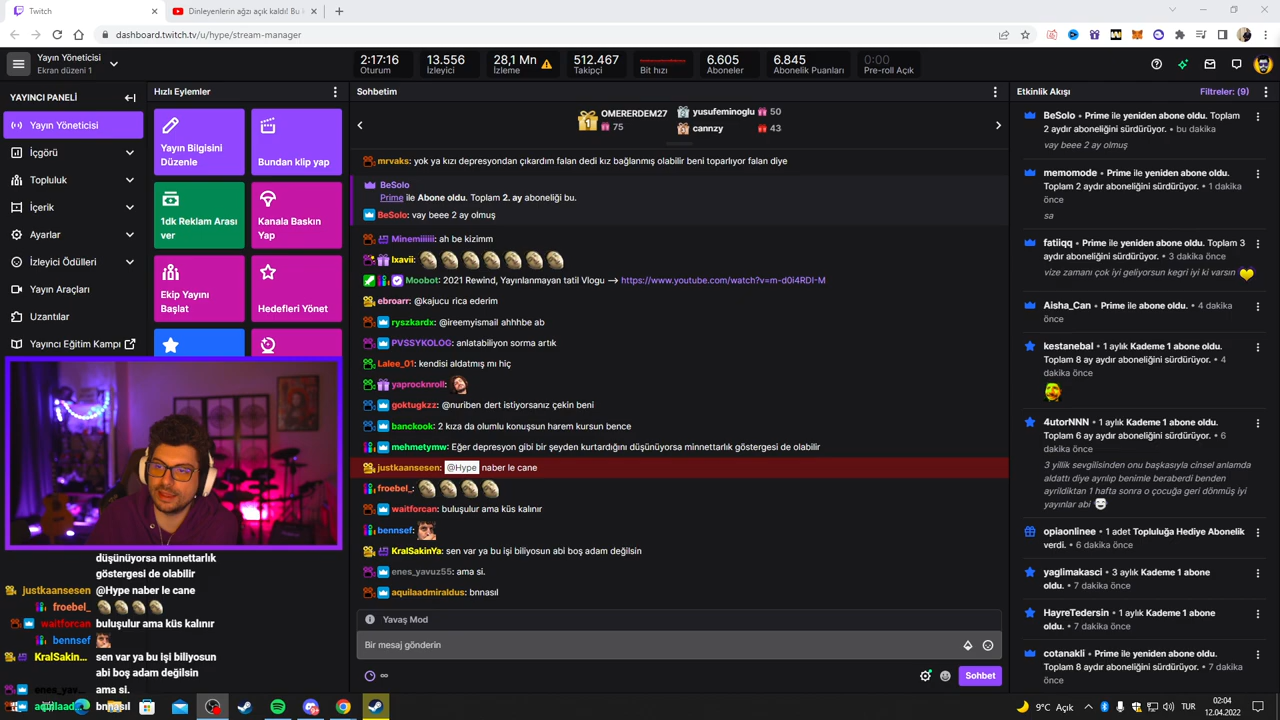 Twitch
Dinleyenlerin ağzı açık kaldı! Bu
dashboard.twitch.tv/u/hype/stream-manager
Yayın Yöneticisi
Ekran düzeni 1
2:17:16
Oturum
13.556
İzleyici
28,1 Mn
İzleme
512.467
Takipçi
Bit hızı
6.605
Aboneler
6.845
Abonelik Puanları
0:00
Pre-roll Açık
YAYINCI PANELİ
Yayın Yöneticisi
İçgörü
Topluluk
İçerik
Ayarlar
İzleyici Ödülleri
Yayın Araçları
Uzantılar
Yayıncı Eğitim Kampı
Hızlı Eylemler
Yayın Bilgisini
Düzenle
Bundan klip yap
1dk Reklam Arası
ver
Kanala Baskın
Yap
Ekip Yayını
Başlat
Hedefleri Yönet
Sohbetim
1
OMERERDEM27
75
yusufeminoglu 50
cannzy 43
mrvaks: yok ya kızı depresyondan çıkardım falan dedi kız bağlanmış olabilir beni toparlıyor falan diye
BeSolo
Prime ile Abone oldu. Toplam 2. ay aboneliği bu.
BeSolo: vay beee 2 ay olmuş
Minemiiiiii: ah be kizimm
Ixavii:
Moobot: 2021 Rewind, Yayınlanmayan tatil Vlogu —> https://www.youtube.com/watch?v=m-d0i4RDI-M
ebroarr: @kajucu rica ederim
ryszkardx: @ireemyismail ahhhbe ab
PVSSYKOLOG: anlatabiliyon sorma artık
Lalee_01: kendisi aldatmış mı hiç
yaprocknroll:
goktugkzz: @nuriben dert istiyorsanız çekin beni
banckook: 2 kıza da olumlu konuşsun harem kursun bence
mehmetymw: Eğer depresyon gibi bir şeyden kurtardığını düşünüyorsa minnettarlık göstergesi de olabilir
justkaansesen: @Hype naber le cane
froebel_:
waitforcan: buluşulur ama küs kalınır
bennsef:
KralSakinYa: sen var ya bu işi biliyosun abi boş adam değilsin
enes_yavuz55: ama si.
aquilaadmiraldus: bnnasıl
Yavaş Mod
Bir mesaj gönderin
∞
Sohbet
Etkinlik Akışı
Filtreler: (9)
BeSolo • Prime ile yeniden abone oldu. Toplam
2 aydır aboneliğini sürdürüyor. • bu dakika
vay beee 2 ay olmuş
memomode • Prime ile yeniden abone oldu.
Toplam 2 aydır aboneliğini sürdürüyor. • 1 dakika
önce
sa
fatiiqq • Prime ile yeniden abone oldu. Toplam 3
aydır aboneliğini sürdürüyor. • 3 dakika önce
vize zamanı çok iyi geliyorsun kegri iyi ki varsın
Aisha_Can • Prime ile abone oldu. • 4 dakika
önce
kestanebal • 1 aylık Kademe 1 abone oldu.
Toplam 8 ay aydır aboneliğini sürdürüyor. • 4
dakika önce
4utorNNN • 1 aylık Kademe 1 abone oldu.
Toplam 6 ay aydır aboneliğini sürdürüyor. • 6
dakika önce
3 yillik sevgilisinden onu başkasıyla cinsel anlamda
aldattı diye ayrılıp benimle beraberdi benden
ayrildiktan 1 hafta sonra o çocuğa geri dönmüş iyi
yayınlar abi
opiaonlinee • 1 adet Topluluğa Hediye Abonelik
verdi. • 6 dakika önce
yaglimakasci • 3 aylık Kademe 1 abone
oldu. • 7 dakika önce
HayreTedersin • 1 aylık Kademe 1 abone
oldu. • 7 dakika önce
cotanakli • Prime ile yeniden abone oldu.
Toplam 8 aydır aboneliğini sürdürüyor. • 7 dakika
önce
düşünüyorsa minnettarlık
göstergesi de olabilir
justkaansesen @Hype naber le cane
froebel_
waitforcan buluşulur ama küs kalınır
bennsef
KralSakin... sen var ya bu işi biliyosun
abi boş adam değilsin
enes_yav... ama si.
aquilaad... bnnasıl
9°C Açık
TUR
02:04
12.04.2022